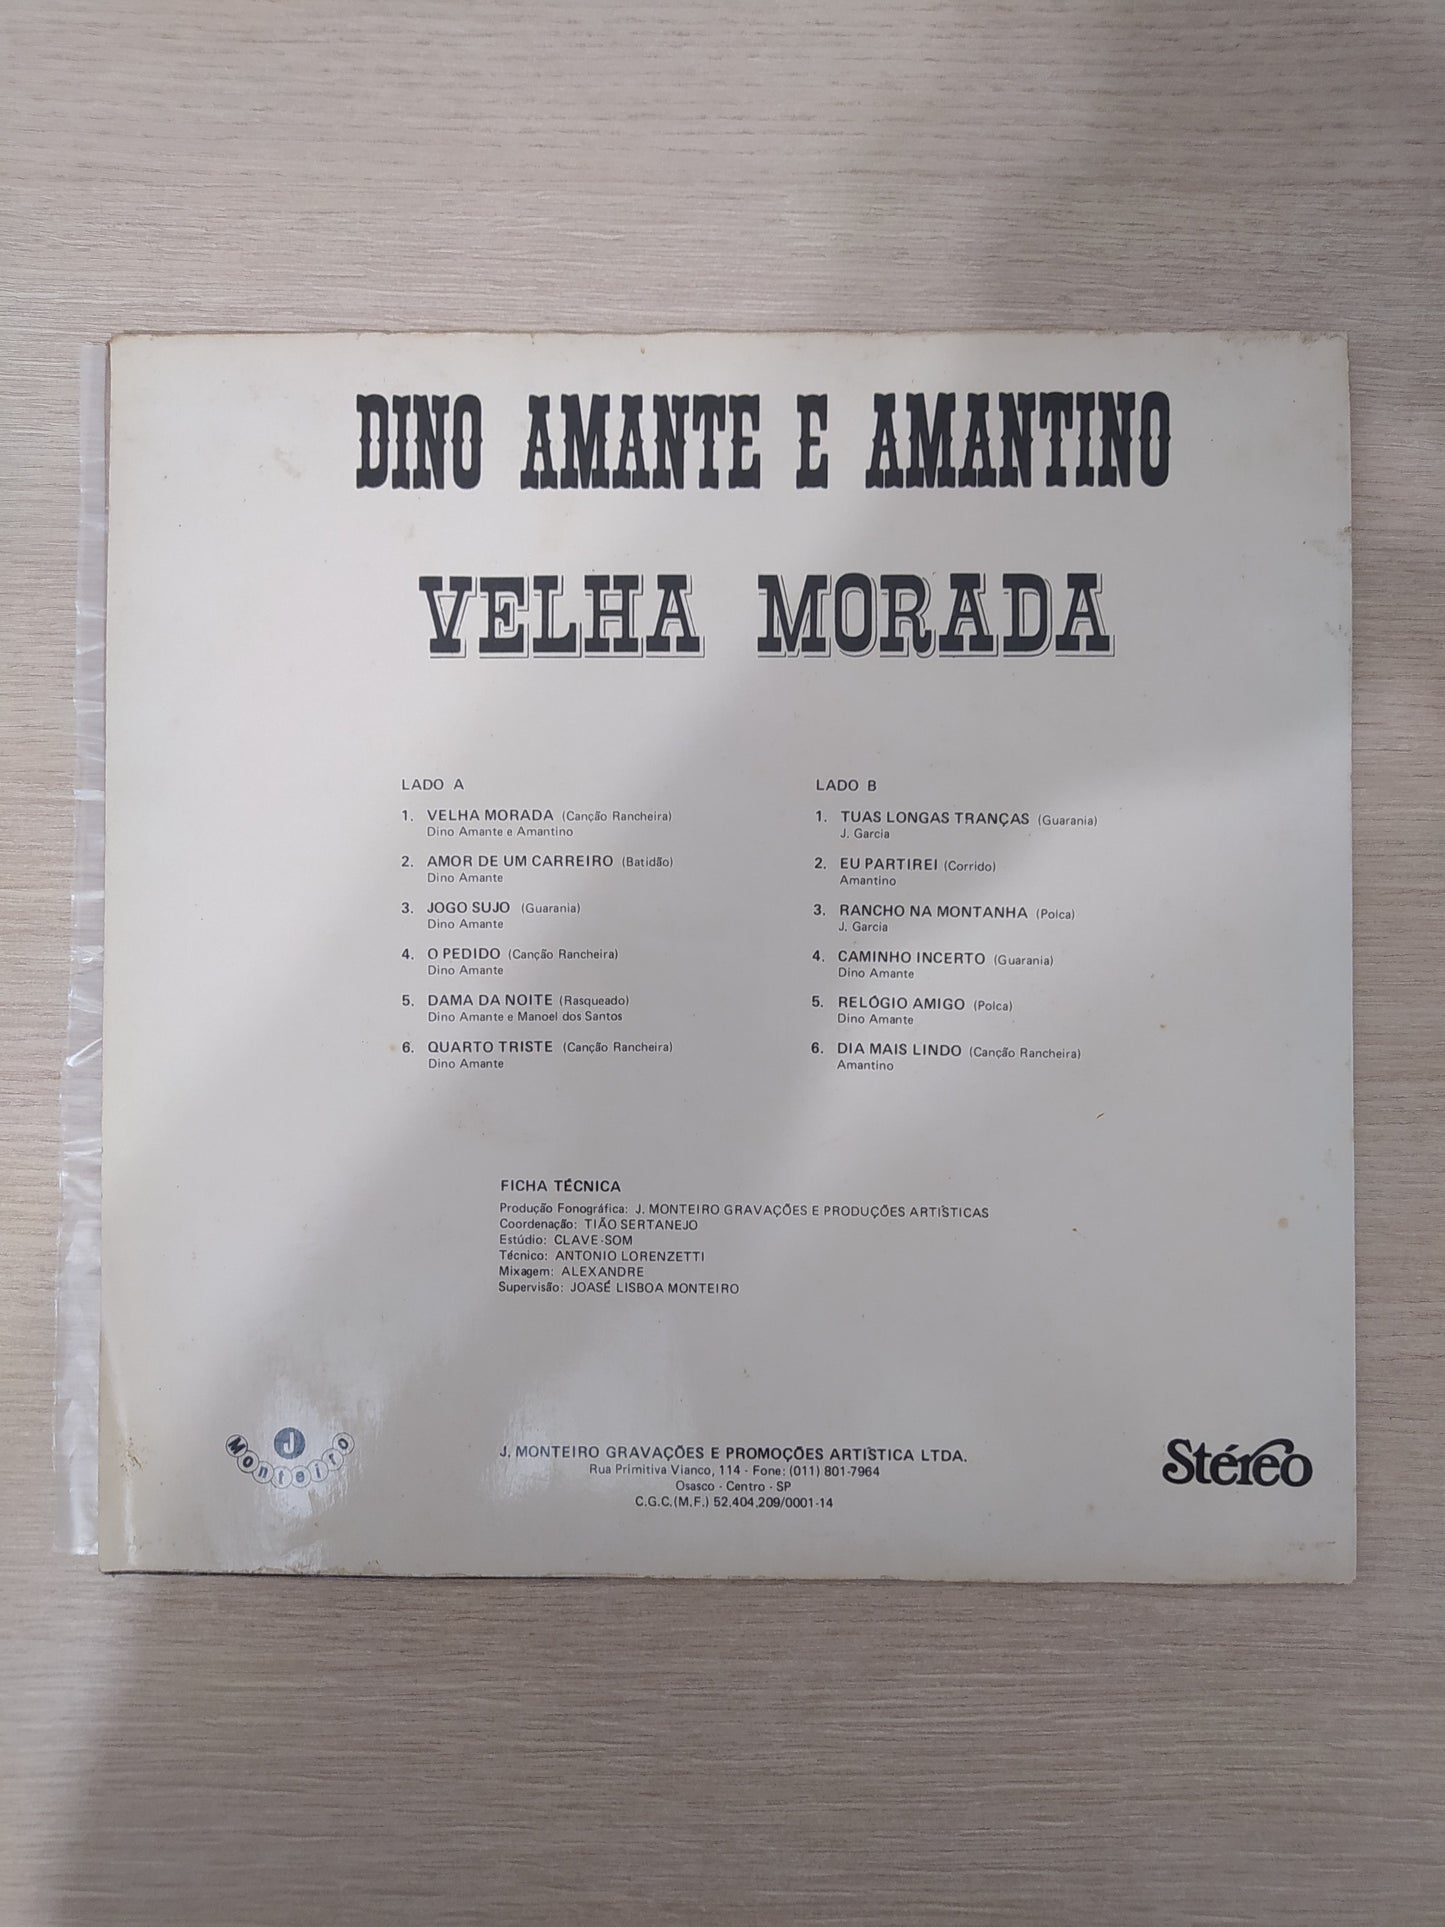 DINO AMANTE E AMANTINO
VELHA MORADA
LADO A
1. VELHA MORADA (Canção Rancheira)
Dino Amante e Amantino
2. AMOR DE UM CARREIRO (Batidão)
Dino Amante
3. JOGO SUJO (Guarania)
Dino Amante
4. O PEDIDO (Canção Rancheira)
Dino Amante
5. DAMA DA NOITE (Rasqueado)
Dino Amante e Manoel dos Santos
6. QUARTO TRISTE (Canção Rancheira)
Dino Amante
LADO B
1. TUAS LONGAS TRANÇAS (Guarania)
J. Garcia
2. EU PARTIREI (Corrido)
Amantino
3. RANCHO NA MONTANHA (Polca)
J. Garcia
4. CAMINHO INCERTO (Guarania)
Dino Amante
5. RELÓGIO AMIGO (Polca)
Dino Amante
6. DIA MAIS LINDO (Canção Rancheira)
Amantino
FICHA TÉCNICA
Produção Fonográfica: J. MONTEIRO GRAVAÇÕES E PRODUÇÕES ARTÍSTICAS
Coordenação: TIÃO SERTANEJO
Estúdio: CLAVE-SOM
Técnico: ANTONIO LORENZETTI
Mixagem: ALEXANDRE
Supervisão: JOASÉ LISBOA MONTEIRO
J
Monteiro
J. MONTEIRO GRAVAÇÕES E PROMOÇÕES ARTÍSTICA LTDA.
Rua Primitiva Vianco, 114 - Fone: (011) 801-7964
Osasco - Centro - SP
C.G.C.(M.F.) 52.404.209/0001-14
Stéreo